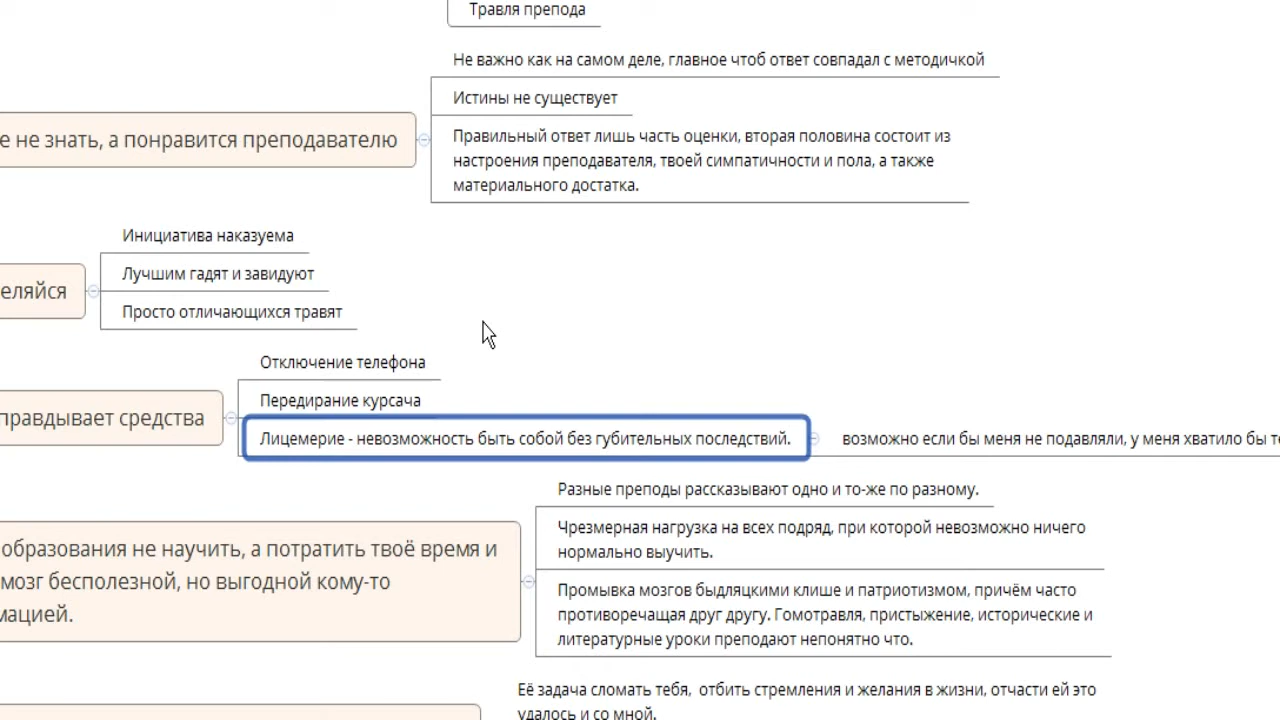 Травля препода
Не важно как на самом деле, главное чтоб ответ совпадал с методичкой
Истины не существует
е не знать, а понравится преподавателю
Правильный ответ лишь часть оценки, вторая половина состоит из
настроения преподавателя, твоей симпатичности и пола, а также
материального достатка.
Инициатива наказуема
Лучшим гадят и завидуют
еляйся
Просто отличающихся травят
Отключение телефона
Передирание курсача
правдывает средства
Лицемерие - невозможность быть собой без губительных последствий.
возможно если бы меня не подавляли, у меня хватило бы те
Разные преподы рассказывают одно и то-же по разному.
Чрезмерная нагрузка на всех подряд, при которой невозможно ничего
нормально выучить.
образования не научить, а потратить твоё время и
мозг бесполезной, но выгодной кому-то
мацией.
Промывка мозгов быдляцкими клише и патриотизмом, причём часто
противоречащая друг другу. Гомотравля, пристыжение, исторические и
литературные уроки преподают непонятно что.
Её задача сломать тебя, отбить стремления и желания в жизни, отчасти ей это
удалось и со мной.